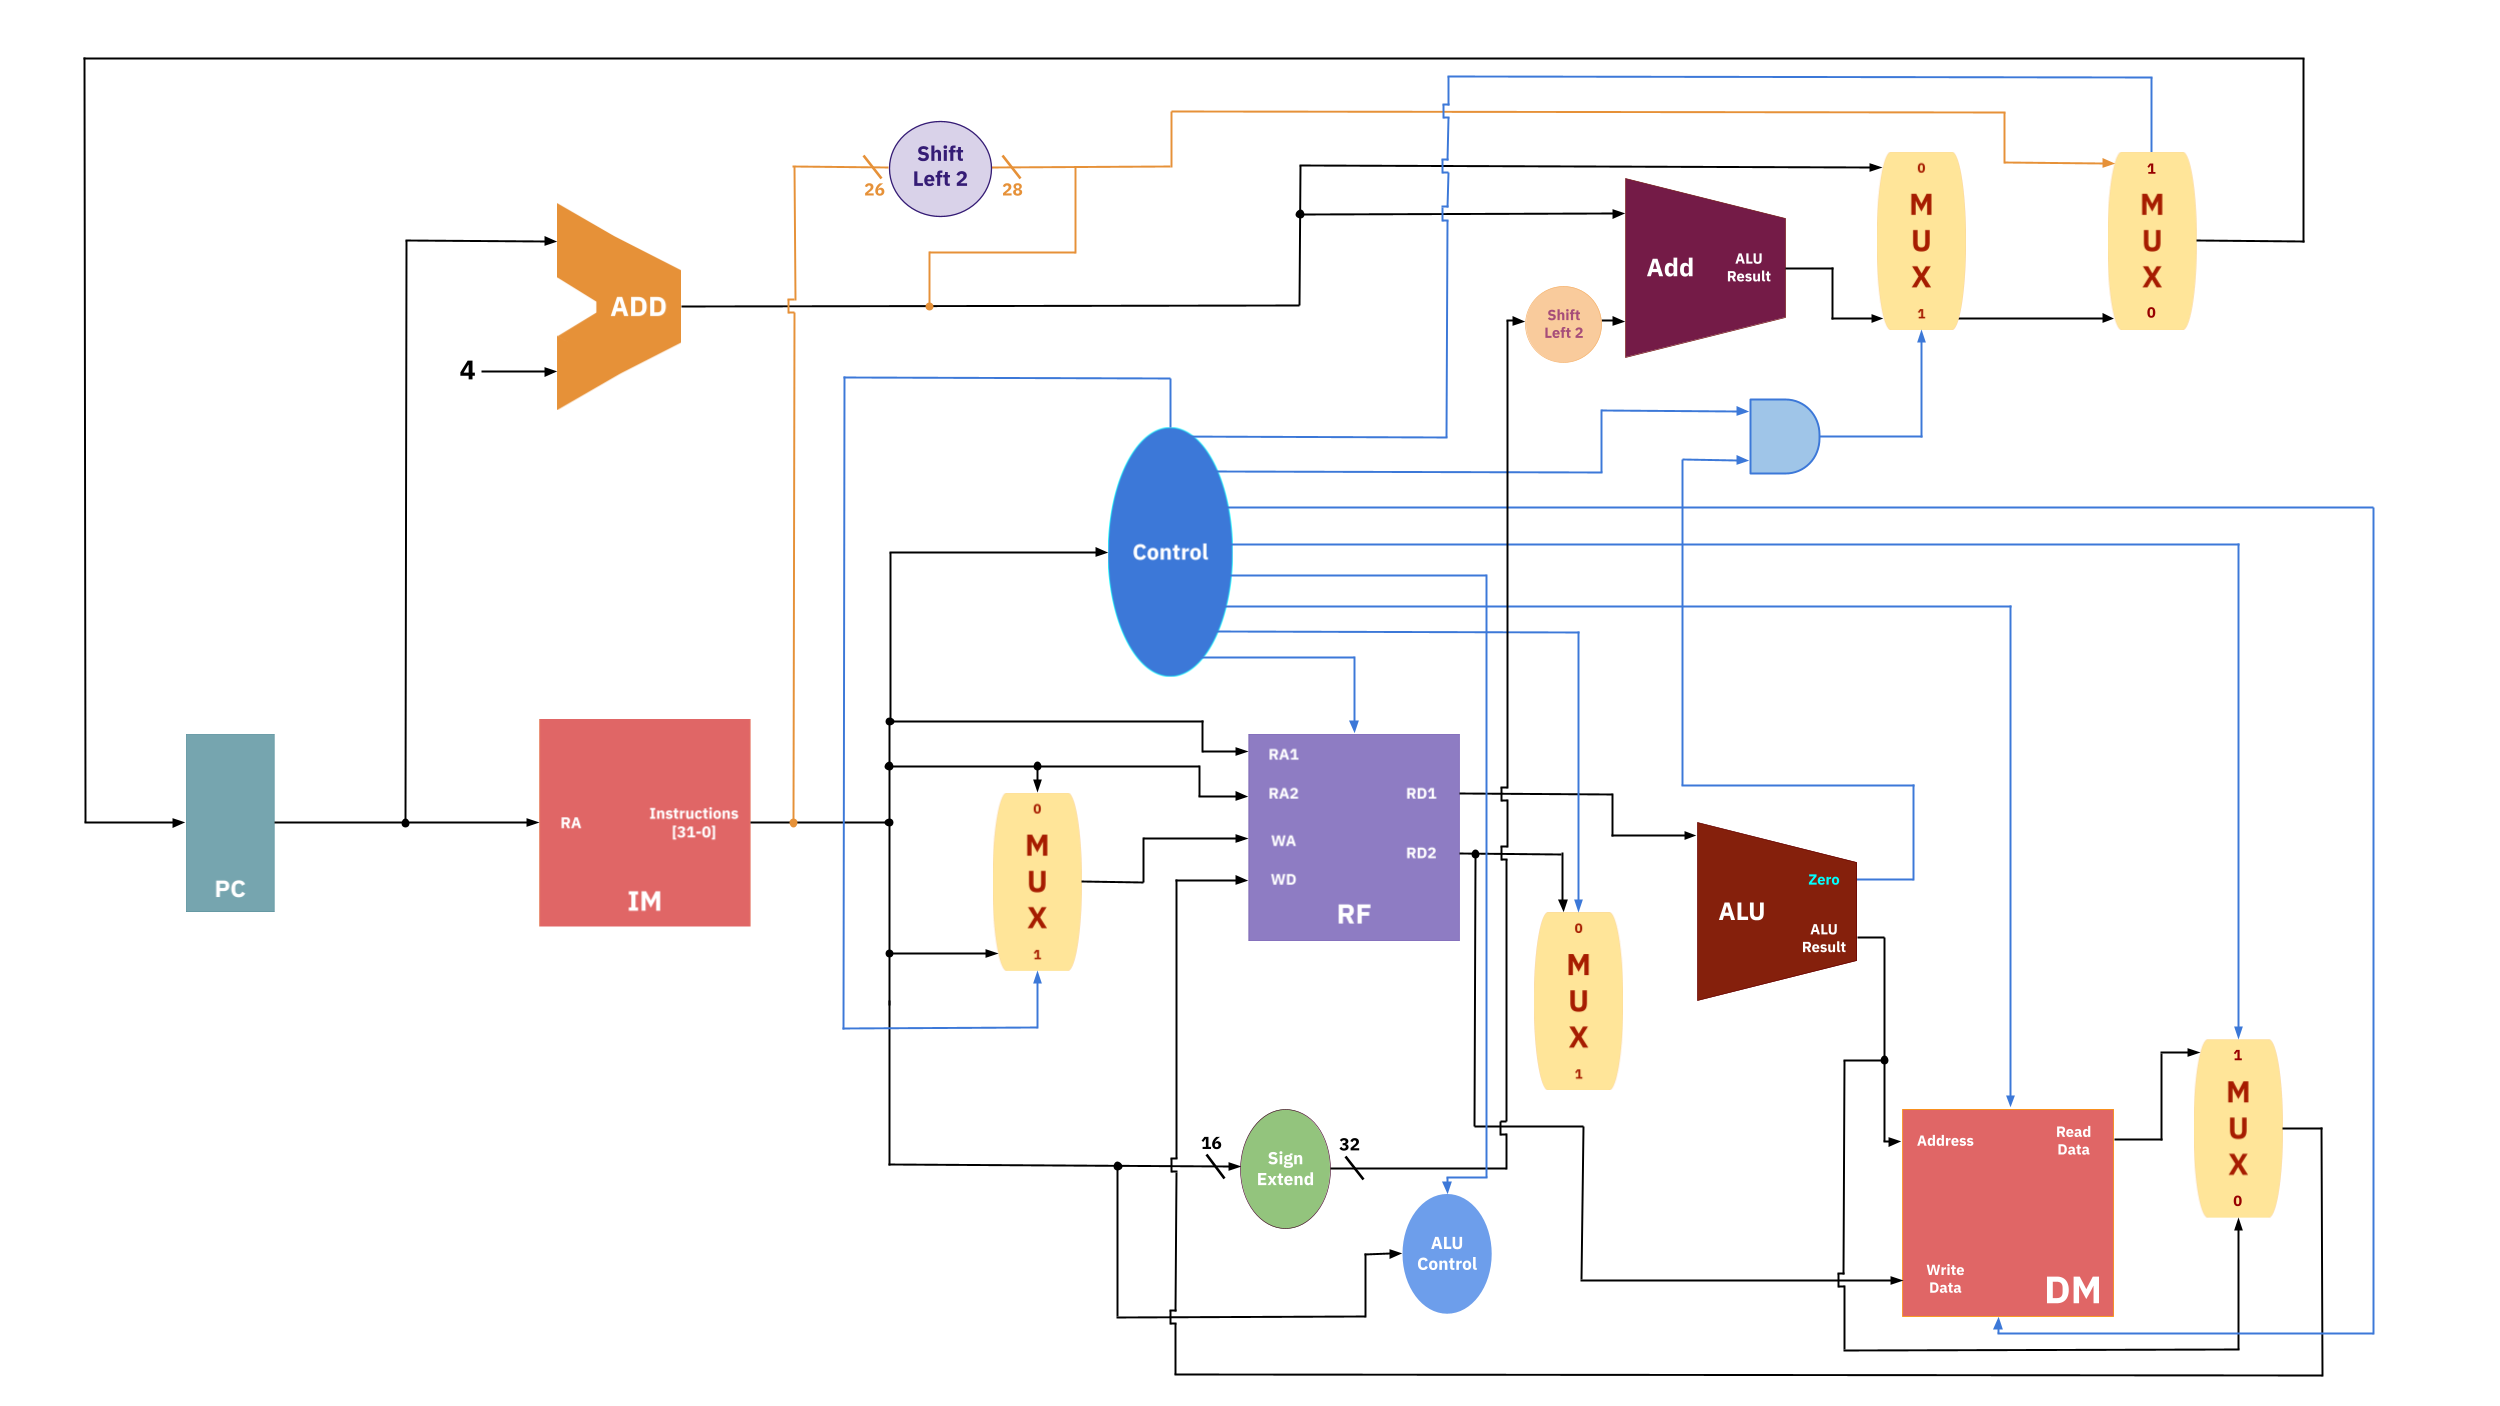 Shift
Left 2
26
28
ADD
4
Add
ALU
Result
Shift
Left 2
0
M
U
X
1
1
M
U
X
0
Control
PC
RA
Instructions
[31-0]
IM
0
M
U
X
1
RA1
RA2
WA
WD
RD1
RD2
RF
0
M
U
X
1
ALU
Zero
ALU
Result
16
Sign
Extend
32
ALU
Control
Address
Read
Data
Write
Data
DM
1
M
U
X
0